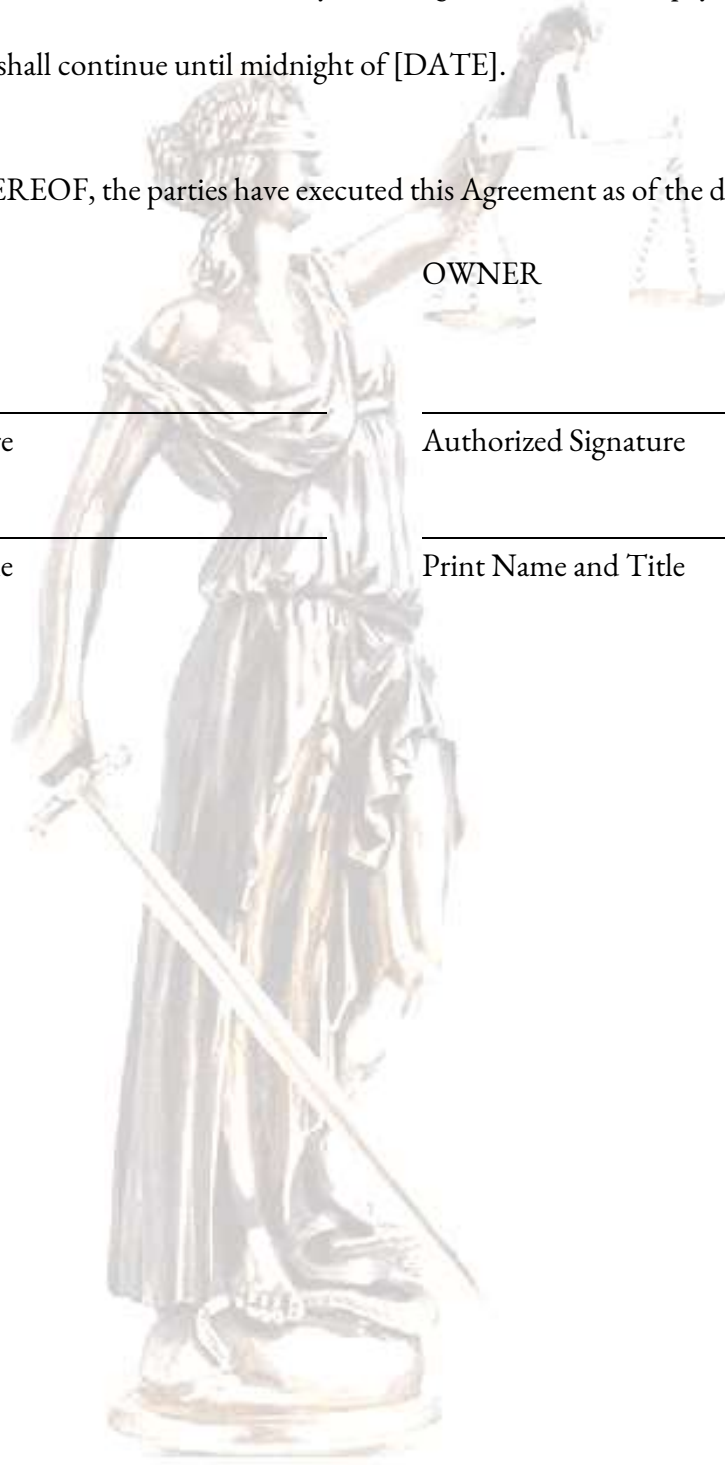 shall continue until midnight of [DATE].
EREOF, the parties have executed this Agreement as of the d
OWNER
Authorized Signature
Print Name and Title